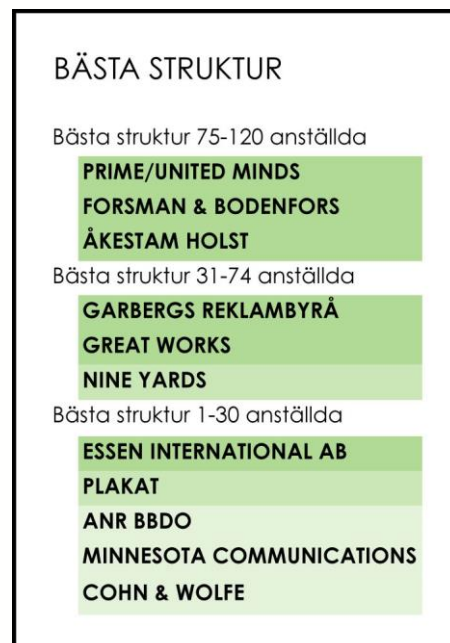 BÄSTA STRUKTUR
Bästa struktur 75-120 anställda
PRIME/UNITED MINDS
FORSMAN & BODENFORS
ÅKESTAM HOLST
Bästa struktur 31-74 anställda
GARBERGS REKLAMBYRÅ
GREAT WORKS
NINE YARDS
Bästa struktur 1-30 anställda
ESSEN INTERNATIONAL AB
PLAKAT
ANR BBDO
MINNESOTA COMMUNICATIONS
COHN & WOLFE